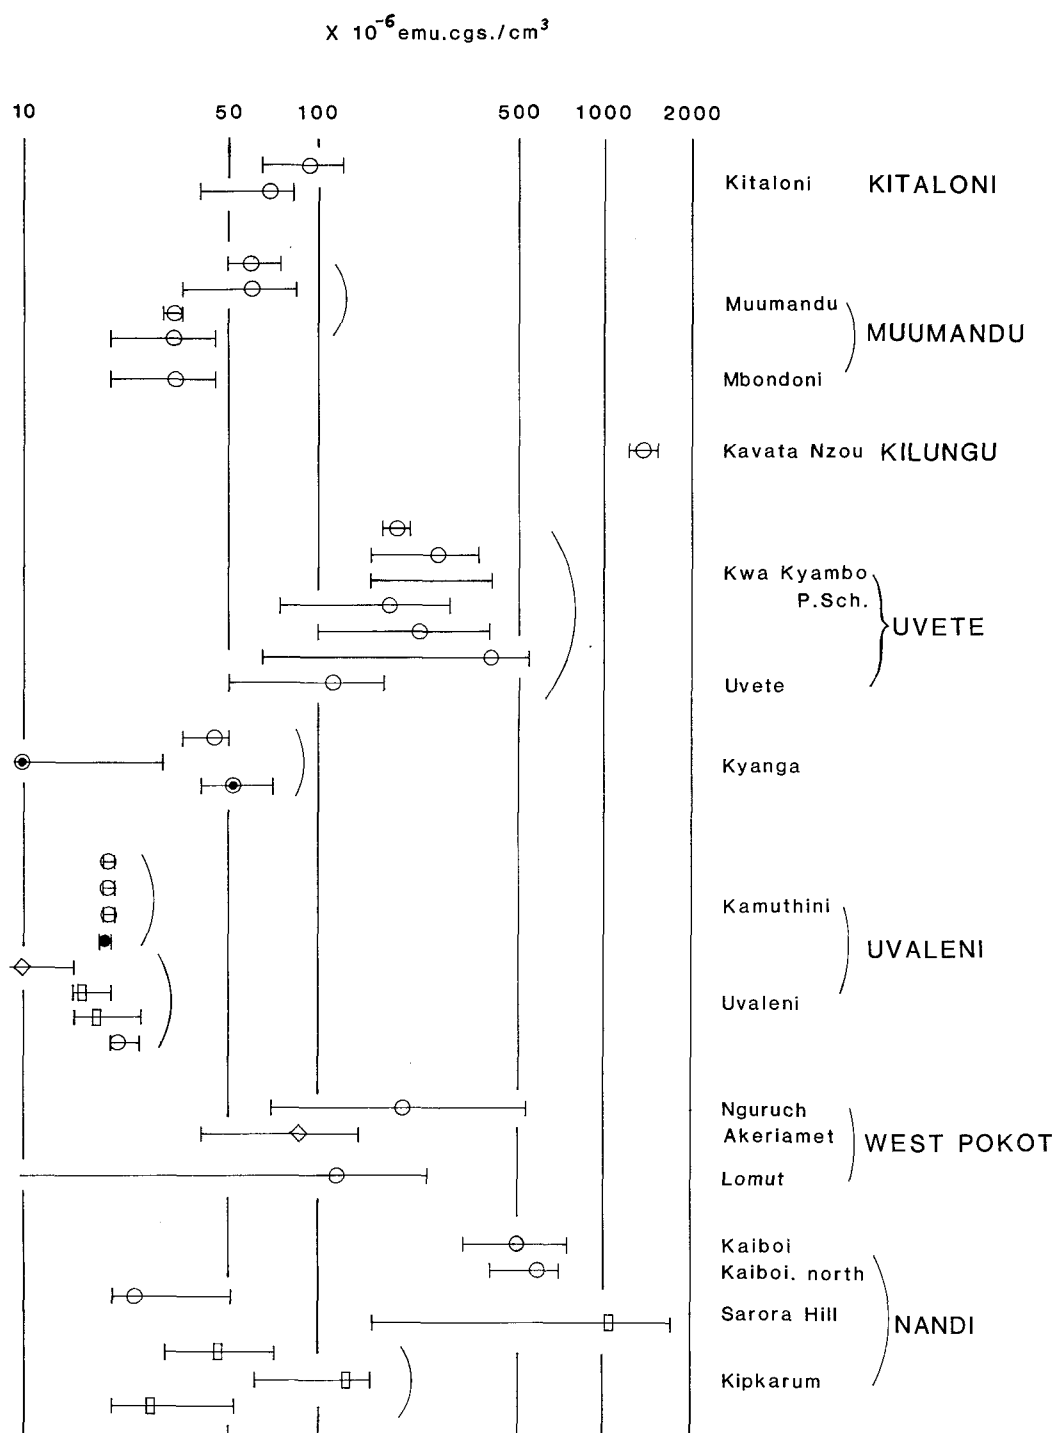 X 10⁻⁶ emu.cgs./cm³
10 50 100 500 1000 2000
Kitaloni KITALONI
Muumandu
MUUMANDU
Mbondoni
Kavata Nzou KILUNGU
Kwa Kyambo
P.Sch.
UVETE
Uvete
Kyanga
Kamuthini
UVALENI
Uvaleni
Nguruch
Akeriamet
WEST POKOT
Lomut
Kaiboi
Kaiboi. north
Sarora Hill
NANDI
Kipkarum